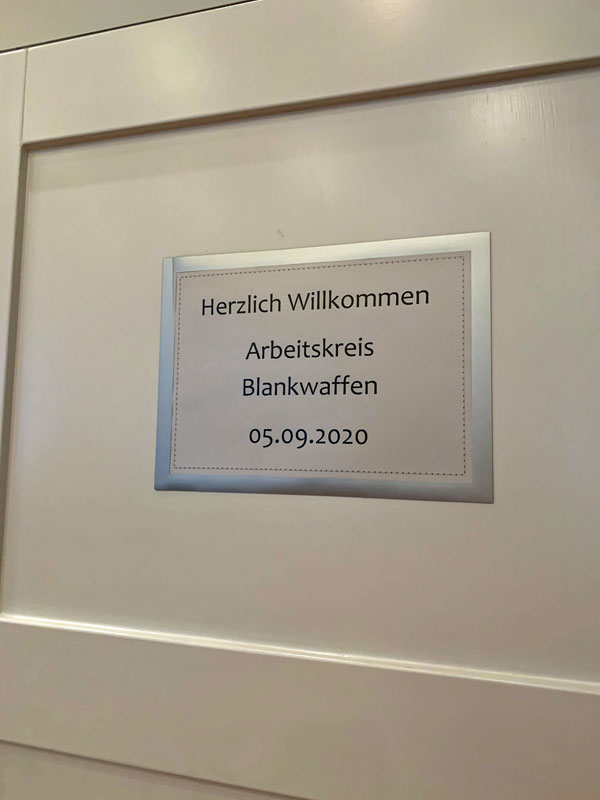 Herzlich Willkommen
Arbeitskreis
Blankwaffen
05.09.2020